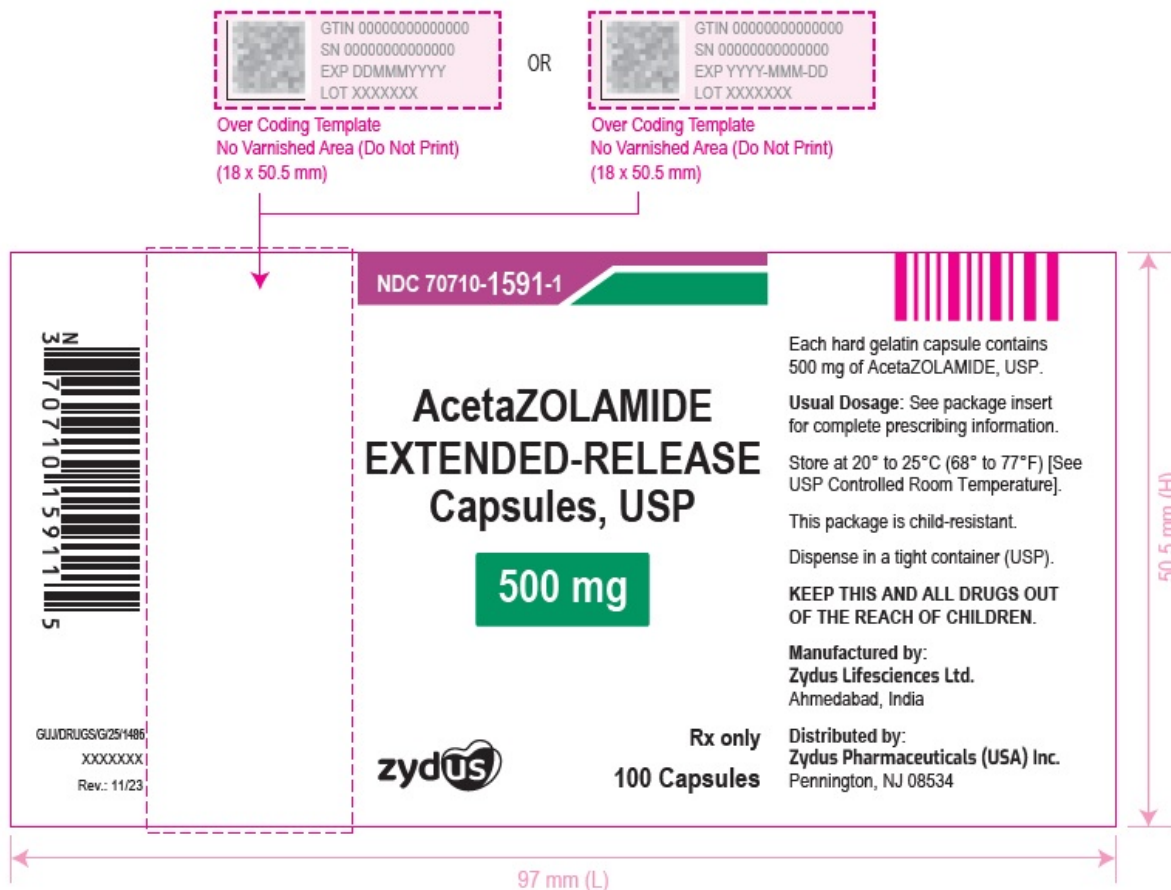 GTIN 00000000000000
SN 00000000000000
EXP DDMMMYYYY
LOT XXXXXXX
Over Coding Template
No Varnished Area (Do Not Print)
(18 x 50.5 mm)
OR
GTIN 00000000000000
SN 00000000000000
EXP YYYY-MMM-DD
LOT XXXXXXX
Over Coding Template
No Varnished Area (Do Not Print)
(18 x 50.5 mm)
N
3 70710 15911 5
GUJ/DRUGS/G/25/1486
XXXXXXX
Rev.: 11/23
NDC 70710-1591-1
AcetaZOLAMIDE
EXTENDED-RELEASE
Capsules, USP
500 mg
zydus
Rx only
100 Capsules
Each hard gelatin capsule contains
500 mg of AcetaZOLAMIDE, USP.
Usual Dosage: See package insert
for complete prescribing information.
Store at 20° to 25°C (68° to 77°F) [See
USP Controlled Room Temperature].
This package is child-resistant.
Dispense in a tight container (USP).
KEEP THIS AND ALL DRUGS OUT
OF THE REACH OF CHILDREN.
Manufactured by:
Zydus Lifesciences Ltd.
Ahmedabad, India
Distributed by:
Zydus Pharmaceuticals (USA) Inc.
Pennington, NJ 08534
50.5 mm (H)
97 mm (L)